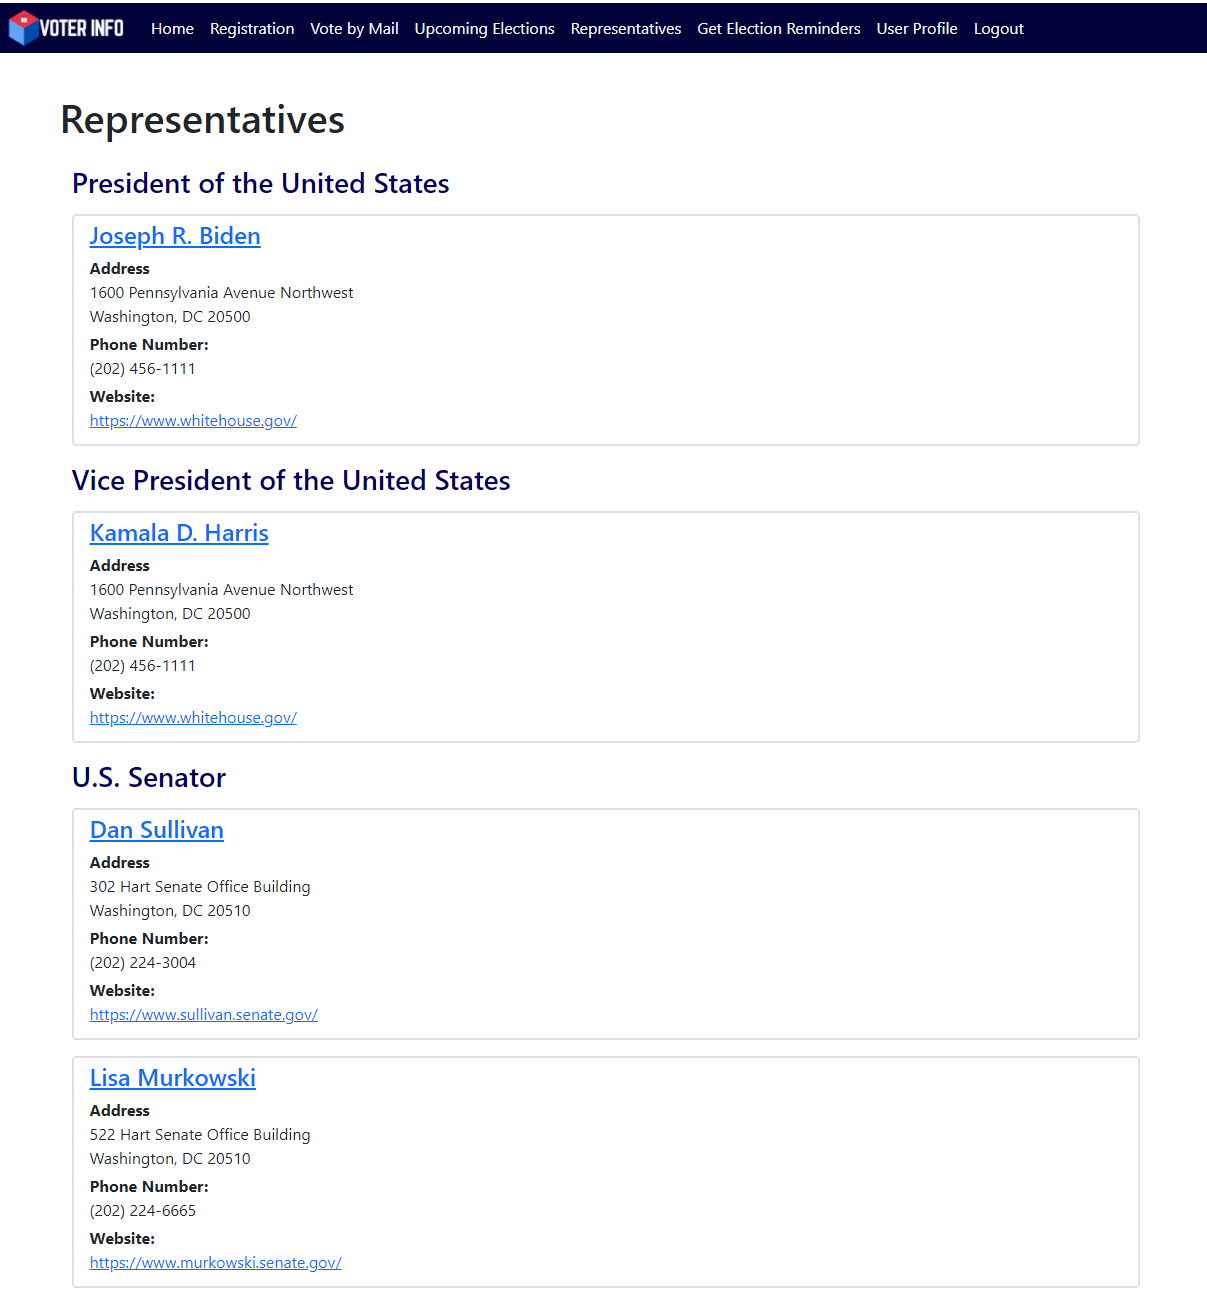 VOTER INFO Home Registration Vote by Mail Upcoming Elections Representatives Get Election Reminders User Profile Logout
Representatives
President of the United States
Joseph R. Biden
Address
1600 Pennsylvania Avenue Northwest
Washington, DC 20500
Phone Number:
(202) 456-1111
Website:
https://www.whitehouse.gov/
Vice President of the United States
Kamala D. Harris
Address
1600 Pennsylvania Avenue Northwest
Washington, DC 20500
Phone Number:
(202) 456-1111
Website:
https://www.whitehouse.gov/
U.S. Senator
Dan Sullivan
Address
302 Hart Senate Office Building
Washington, DC 20510
Phone Number:
(202) 224-3004
Website:
https://www.sullivan.senate.gov/
Lisa Murkowski
Address
522 Hart Senate Office Building
Washington, DC 20510
Phone Number:
(202) 224-6665
Website:
https://www.murkowski.senate.gov/